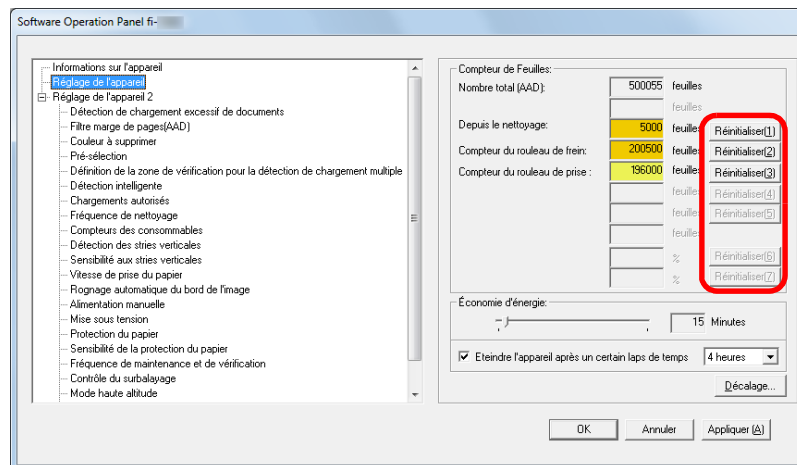 Software Operation Panel fi-
Informations sur l'appareil
Réglage de l'appareil
Réglage de l'appareil 2
Détection de chargement excessif de documents
Filtre marge de pages(AAD)
Couleur à supprimer
Pré-sélection
Définition de la zone de vérification pour la détection de chargement multiple
Détection intelligente
Chargements autorisés
Fréquence de nettoyage
Compteurs des consommables
Détection des stries verticales
Sensibilité aux stries verticales
Vitesse de prise du papier
Rognage automatique du bord de l'image
Alimentation manuelle
Mise sous tension
Protection du papier
Sensibilité de la protection du papier
Fréquence de maintenance et de vérification
Contrôle du surbalayage
Mode haute altitude
Compteur de Feuilles:
Nombre total (AAD): 500055 feuilles
feuilles
Depuis le nettoyage: 5000 feuilles Réinitialiser(1)
Compteur du rouleau de frein: 200500 feuilles Réinitialiser(2)
Compteur du rouleau de prise : 196000 feuilles Réinitialiser(3)
feuilles Réinitialiser(4)
feuilles Réinitialiser(5)
feuilles
% Réinitialiser(6)
% Réinitialiser(7)
Économie d'énergie:
15 Minutes
Eteindre l'appareil après un certain laps de temps 4 heures
Décalage...
OK Annuler Appliquer (A)